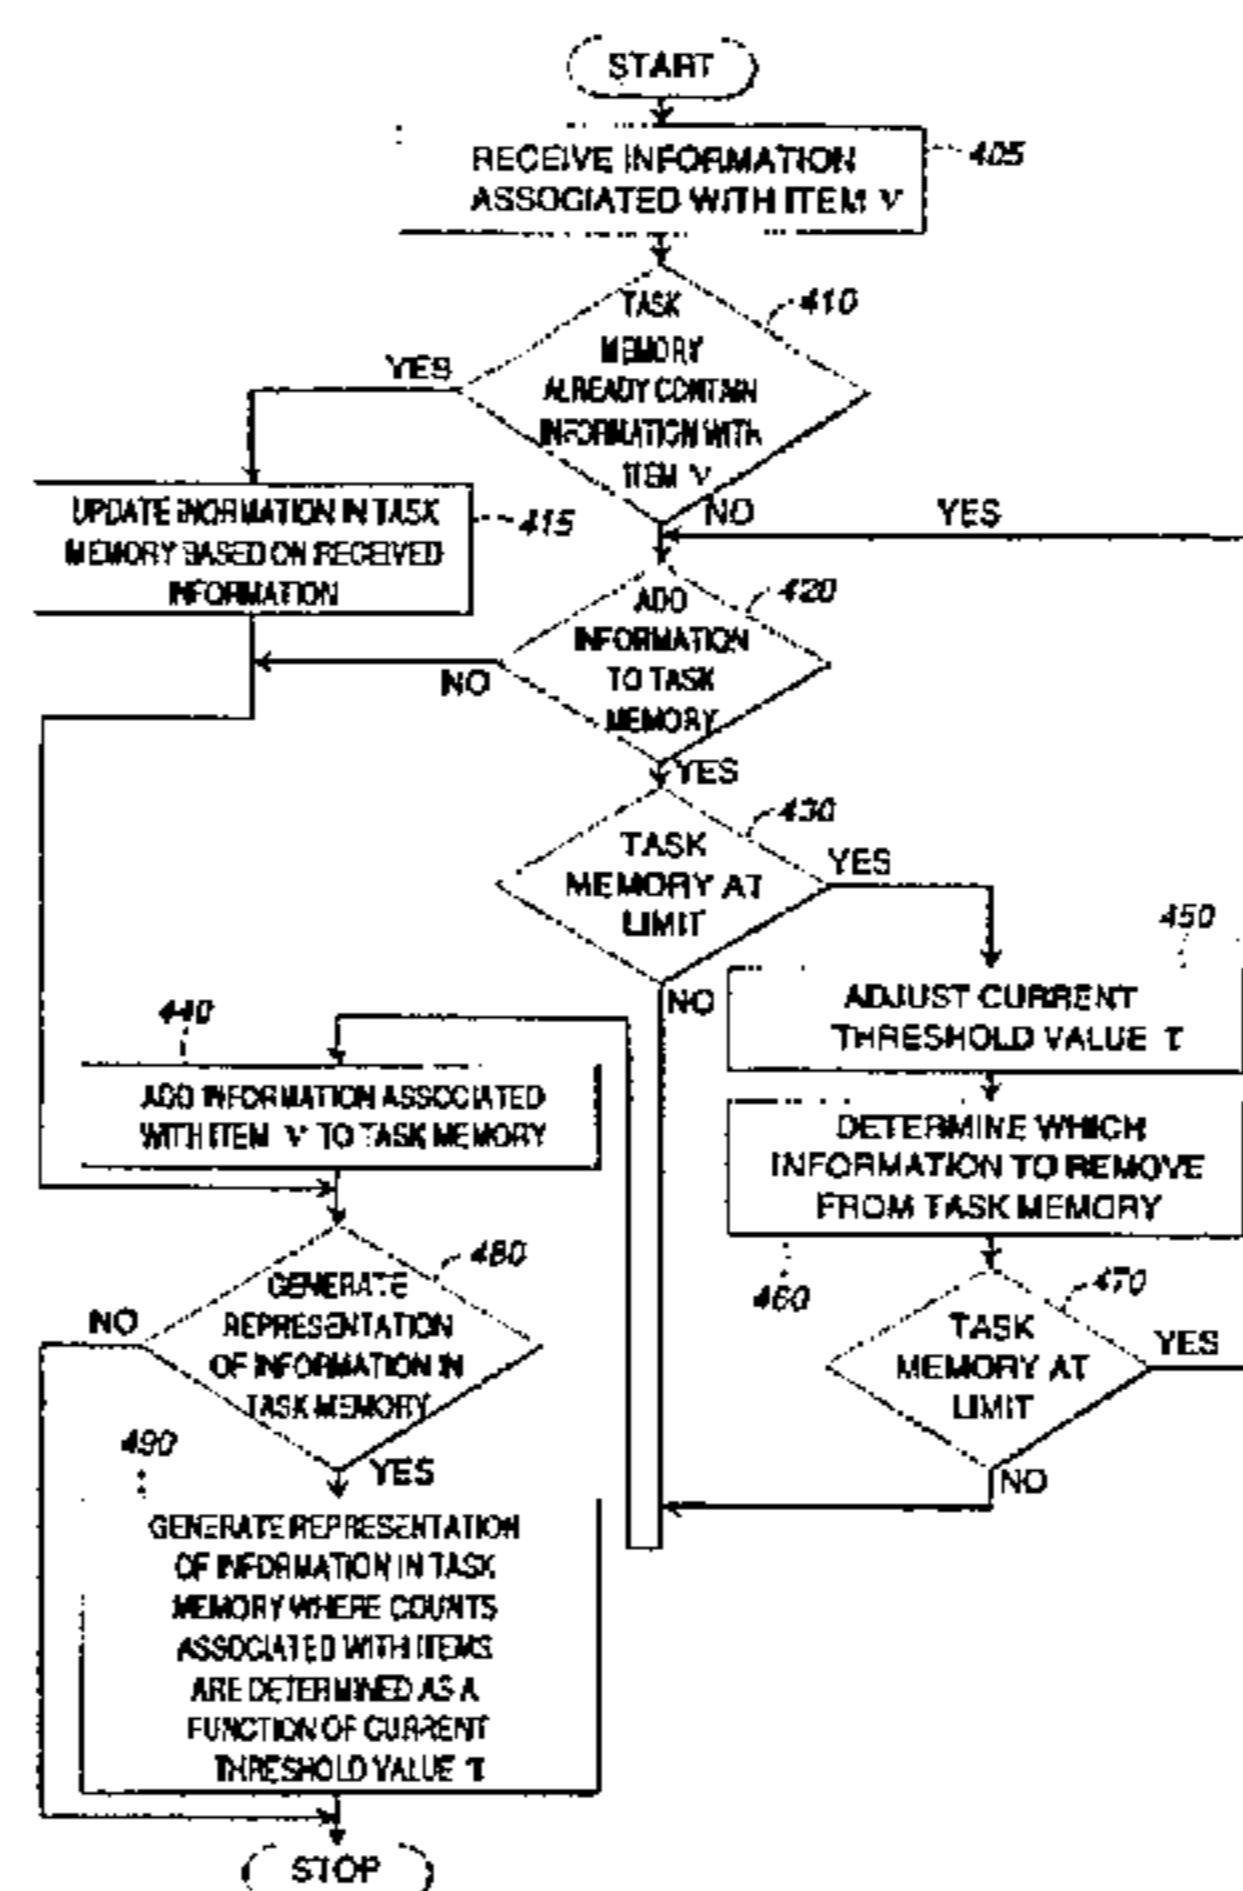 START
RECEIVE INFORMATION
ASSOCIATED WITH ITEM V
405
TASK
MEMORY
ALREADY CONTAIN
INFORMATION WITH
ITEM V
410
YES
NO
UPDATE INORMATION IN TASK
MEMORY BASED ON RECEIVED
INFORMATION
415
YES
ADD
INFORMATION
TO TASK
MEMORY
420
NO
YES
TASK
MEMORY AT
LIMIT
430
YES
NO
450
ADJUST CURRENT
THRESHOLD VALUE τ
440
ADD INFORMATION ASSOCIATED
WITH ITEM V TO TASK MEMORY
DETERMINE WHICH
INFORMATION TO REMOVE
FROM TASK MEMORY
460
480
GENERATE
REPRESENTATION
OF INFORMATION IN
TASK MEMORY
NO
YES
470
TASK
MEMORY AT
LIMIT
YES
NO
490
GENERATE REPRESENTATION
OF INFORMATION IN TASK
MEMORY WHERE COUNTS
ASSOCIATED WITH ITEMS
ARE DETERMINED AS A
FUNCTION OF CURRENT
THRESHOLD VALUE τ
STOP